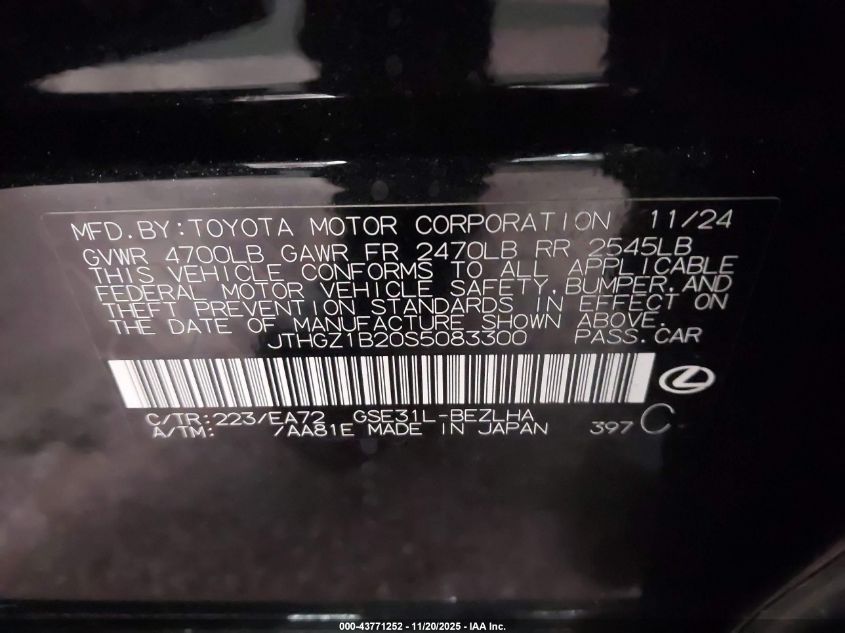 MFD.BY:TOYOTA MOTOR CORPORATION 11/24
GVWR 4700LB GAWR FR 2470LB RR 2545LB
THIS VEHICLE CONFORMS TO ALL APPLICABLE
FEDERAL MOTOR VEHICLE SAFETY,BUMPER,AND
THEFT PREVENTION STANDARDS IN EFFECT ON
THE DATE OF MANUFACTURE SHOWN ABOVE.
JTHGZ1B20S5083300 PASS.CAR
C/TR:223/EA72 GSE31L-BEZLHA
A/TM: /AA81E MADE IN JAPAN 397 C
000-43771252 - 11/20/2025 - IAA Inc.